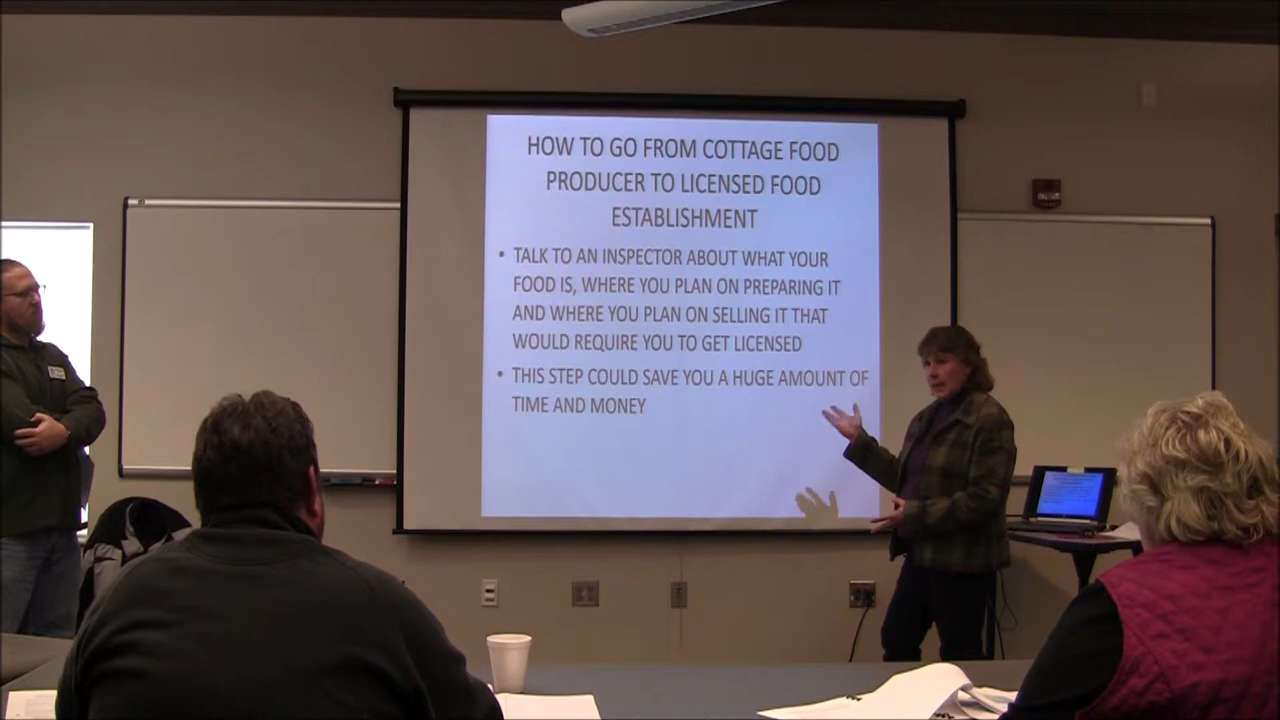 HOW TO GO FROM COTTAGE FOOD
PRODUCER TO LICENSED FOOD
ESTABLISHMENT
• TALK TO AN INSPECTOR ABOUT WHAT YOUR
FOOD IS, WHERE YOU PLAN ON PREPARING IT
AND WHERE YOU PLAN ON SELLING IT THAT
WOULD REQUIRE YOU TO GET LICENSED
• THIS STEP COULD SAVE YOU A HUGE AMOUNT OF
TIME AND MONEY